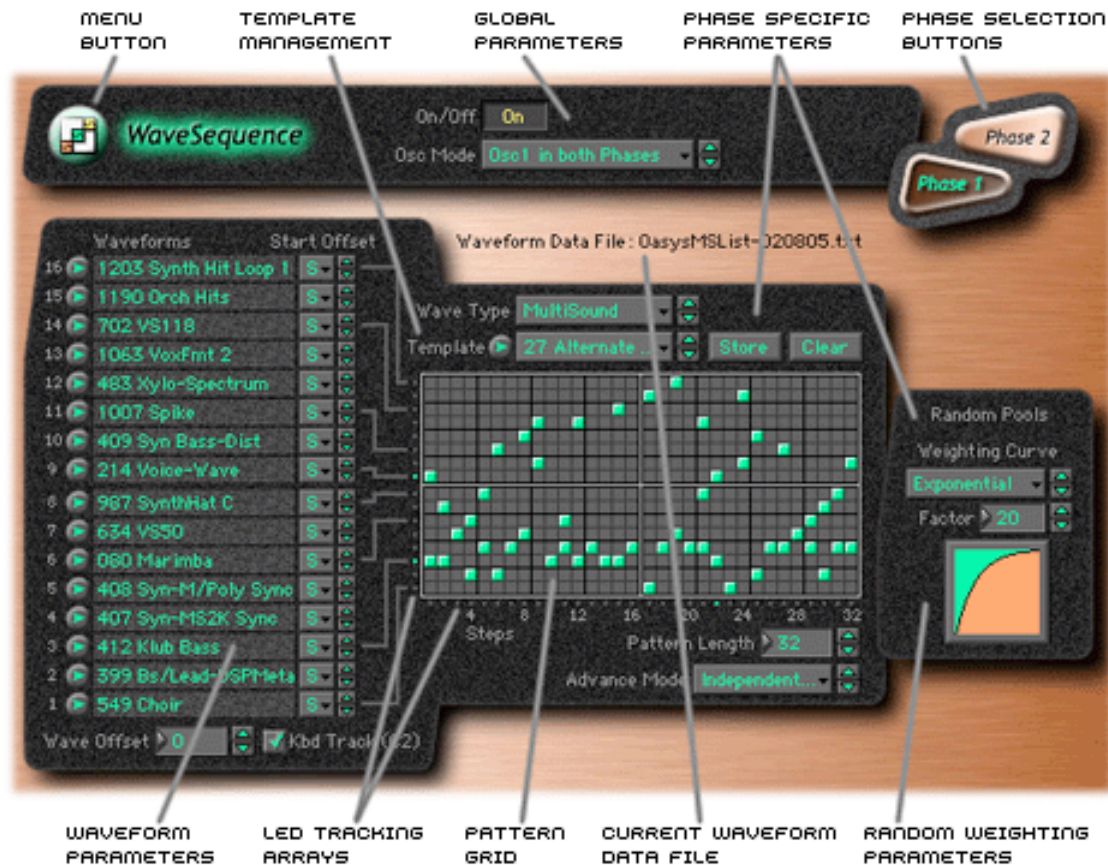 MENU BUTTON
TEMPLATE MANAGEMENT
GLOBAL PARAMETERS
PHASE SPECIFIC PARAMETERS
PHASE SELECTION BUTTONS
WaveSequence
On/Off On
Osc Mode Osc1 in both Phases
Phase 2
Phase 1
Waveforms Start Offset
16 1203 Synth Hit Loop 1 S
15 1190 Orch Hits S
14 702 VS118 S
13 1063 VoxFmt 2 S
12 483 Xylo-Spectrum S
11 1007 Spike S
10 409 Syn Bass-Dist S
9 214 Voice-Wave S
8 987 SynthHat C S
7 634 VS50 S
6 080 Marimba S
5 408 Syn-M/Poly Sync S
4 407 Syn-MS2K Sync S
3 412 Klub Bass S
2 399 Bs/Lead-DSPMeta S
1 549 Choir S
Wave Offset 0 Kbd Track (C2)
Waveform Data File: OasysMSList-020805.txt
Wave Type MultiSound
Template 27 Alternate ... Store Clear
4 8 12 16 20 24 28 32
Steps
Pattern Length 32
Advance Mode Independent...
Random Pools
Weighting Curve
Exponential
Factor 20
WAVEFORM PARAMETERS
LED TRACKING ARRAYS
PATTERN GRID
CURRENT WAVEFORM DATA FILE
RANDOM WEIGHTING PARAMETERS